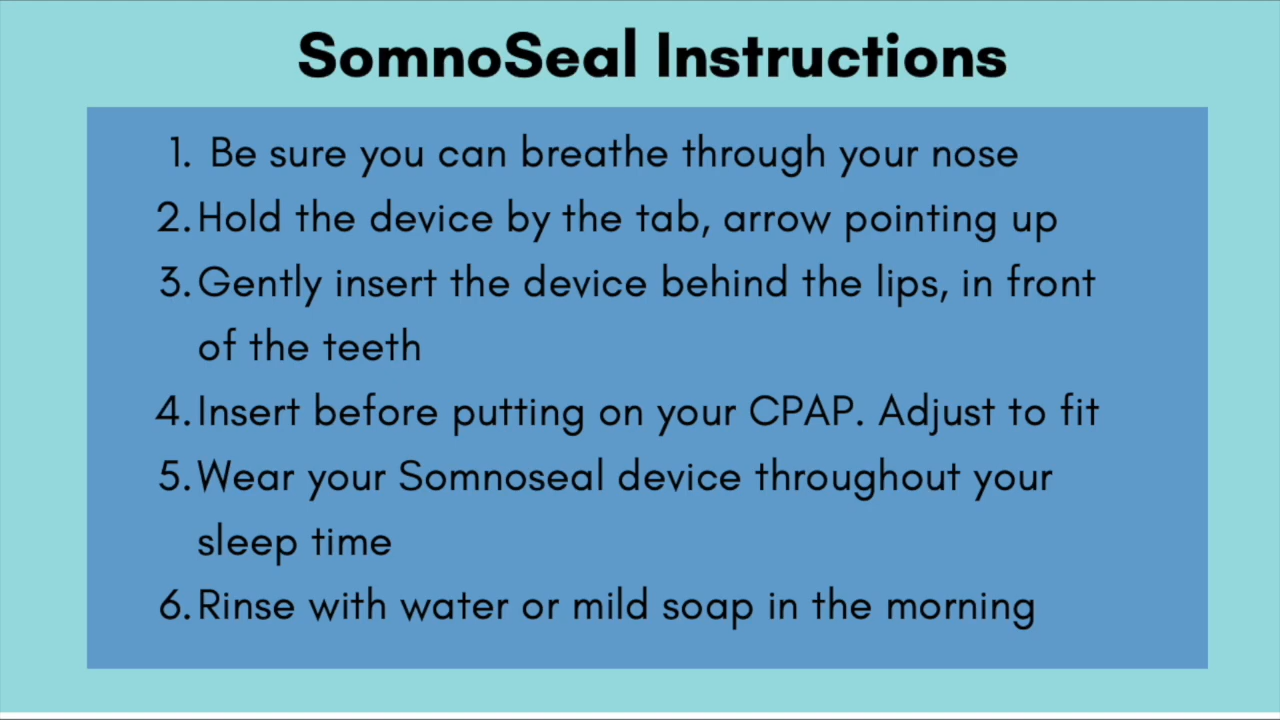 SomnoSeal Instructions
1. Be sure you can breathe through your nose
2. Hold the device by the tab, arrow pointing up
3. Gently insert the device behind the lips, in front
of the teeth
4. Insert before putting on your CPAP. Adjust to fit
5. Wear your Somnoseal device throughout your
sleep time
6. Rinse with water or mild soap in the morning